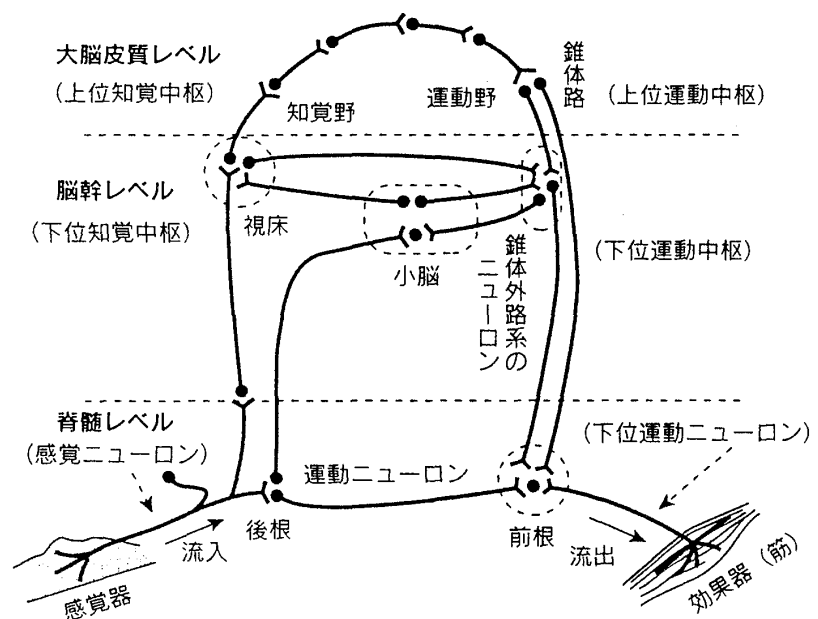 大脳皮質レベル
(上位知覚中枢)
知覚野
運動野
錐体路
(上位運動中枢)
脳幹レベル
(下位知覚中枢)
視床
小脳
錐体外路系の
ニューロン
(下位運動中枢)
脊髄レベル
(感覚ニューロン)
運動ニューロン
(下位運動ニューロン)
流入
後根
前根
流出
感覚器
効果器(筋)